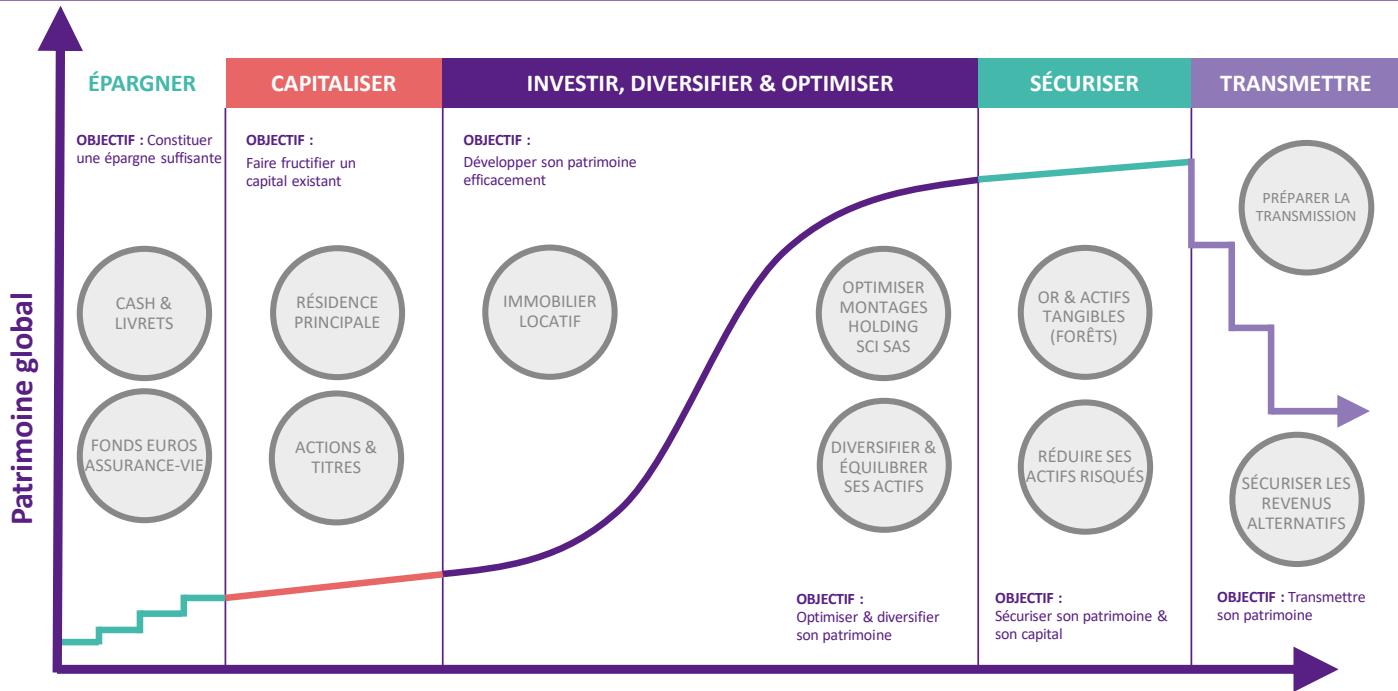 ÉPARGNER
CAPITALISER
INVESTIR, DIVERSIFIER & OPTIMISER
SÉCURISER
TRANSMETTRE
OBJECTIF : Constituer
une épargne suffisante
OBJECTIF :
Faire fructifier un
capital existant
OBJECTIF :
Développer son patrimoine
efficacement
PRÉPARER LA
TRANSMISSION
CASH &
LIVRETS
RÉSIDENCE
PRINCIPALE
IMMOBILIER
LOCATIF
OPTIMISER
MONTAGES
HOLDING
SCI SAS
OR & ACTIFS
TANGIBLES
(FORÊTS)
FONDS EUROS
ASSURANCE-VIE
ACTIONS &
TITRES
DIVERSIFIER &
ÉQUILIBRER
SES ACTIFS
RÉDUIRE SES
ACTIFS RISQUÉS
SÉCURISER LES
REVENUS
ALTERNATIFS
Patrimoine global
OBJECTIF :
Optimiser & diversifier
son patrimoine
OBJECTIF :
Sécuriser son patrimoine &
son capital
OBJECTIF : Transmettre
son patrimoine